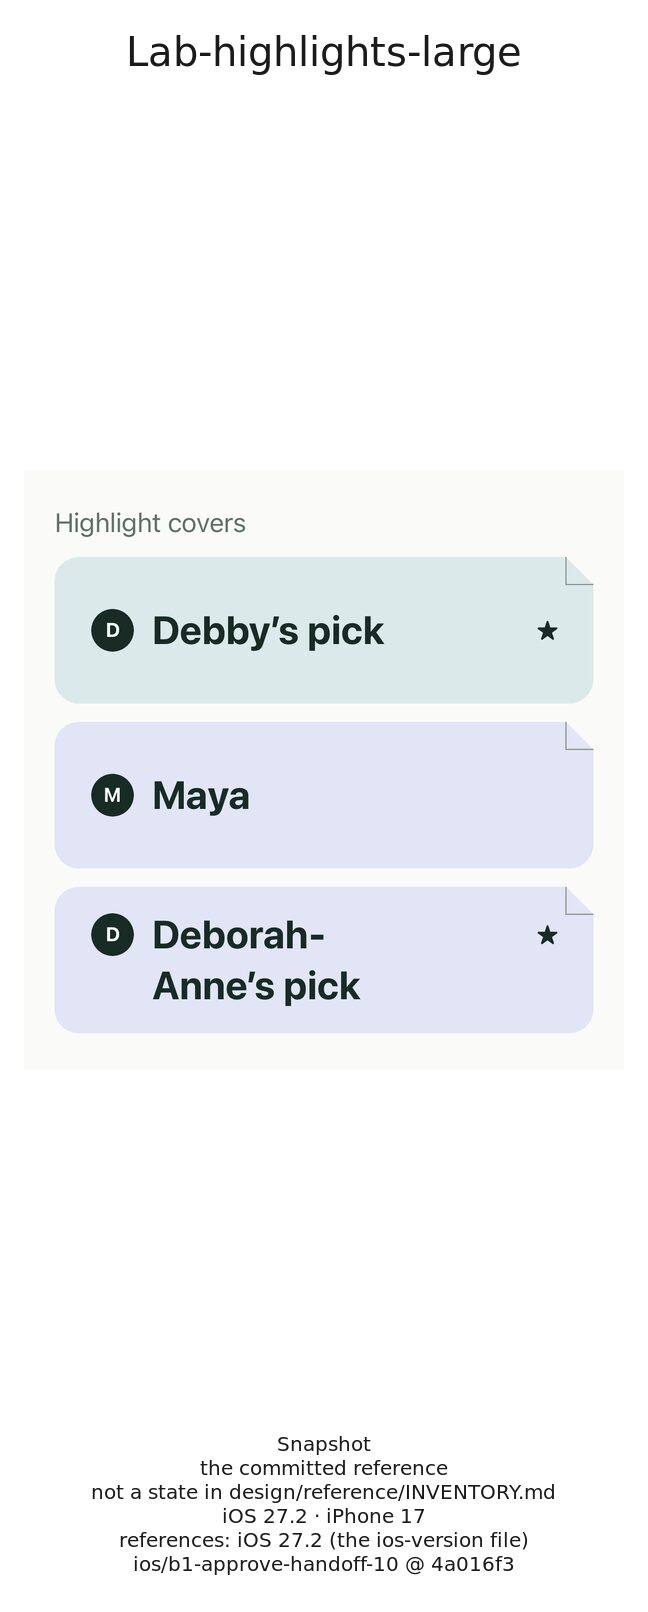 Lab-highlights-large
Highlight covers
D Debby’s pick ★
M Maya
D Deborah-
Anne’s pick ★
Snapshot
the committed reference
not a state in design/reference/INVENTORY.md
iOS 27.2 · iPhone 17
references: iOS 27.2 (the ios-version file)
ios/b1-approve-handoff-10 @ 4a016f3